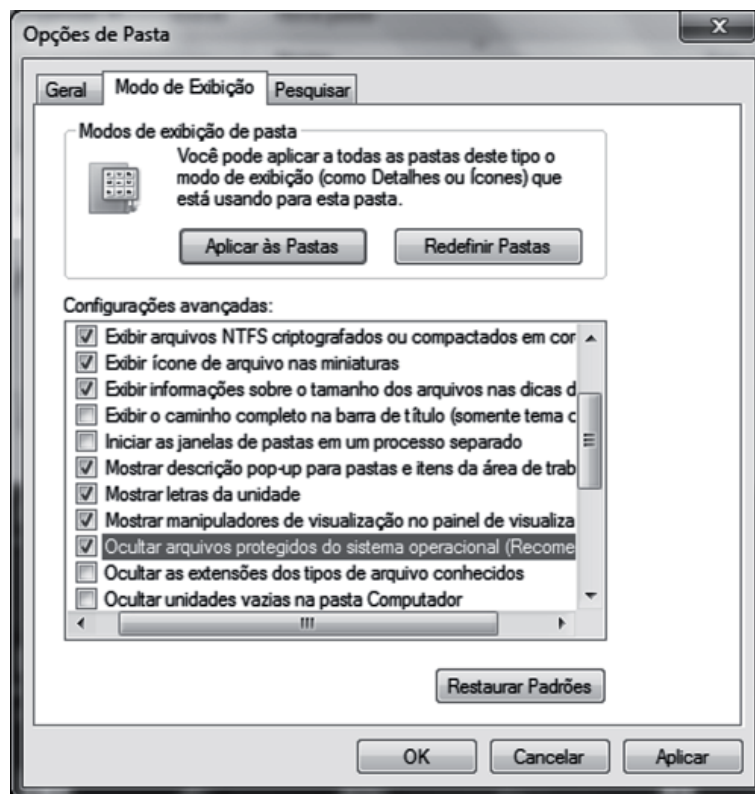 Opções de Pasta
Geral Modo de Exibição Pesquisar
Modos de exibição de pasta
Você pode aplicar a todas as pastas deste tipo o
modo de exibição (como Detalhes ou Ícones) que
está usando para esta pasta.
Aplicar às Pastas Redefinir Pastas
Configurações avançadas:
Exibir arquivos NTFS criptografados ou compactados em cor
Exibir ícone de arquivo nas miniaturas
Exibir informações sobre o tamanho dos arquivos nas dicas d
Exibir o caminho completo na barra de título (somente tema c
Iniciar as janelas de pastas em um processo separado
Mostrar descrição pop-up para pastas e itens da área de trab
Mostrar letras da unidade
Mostrar manipuladores de visualização no painel de visualiza
Ocultar arquivos protegidos do sistema operacional (Recome
Ocultar as extensões dos tipos de arquivo conhecidos
Ocultar unidades vazias na pasta Computador
Restaurar Padrões
OK Cancelar Aplicar